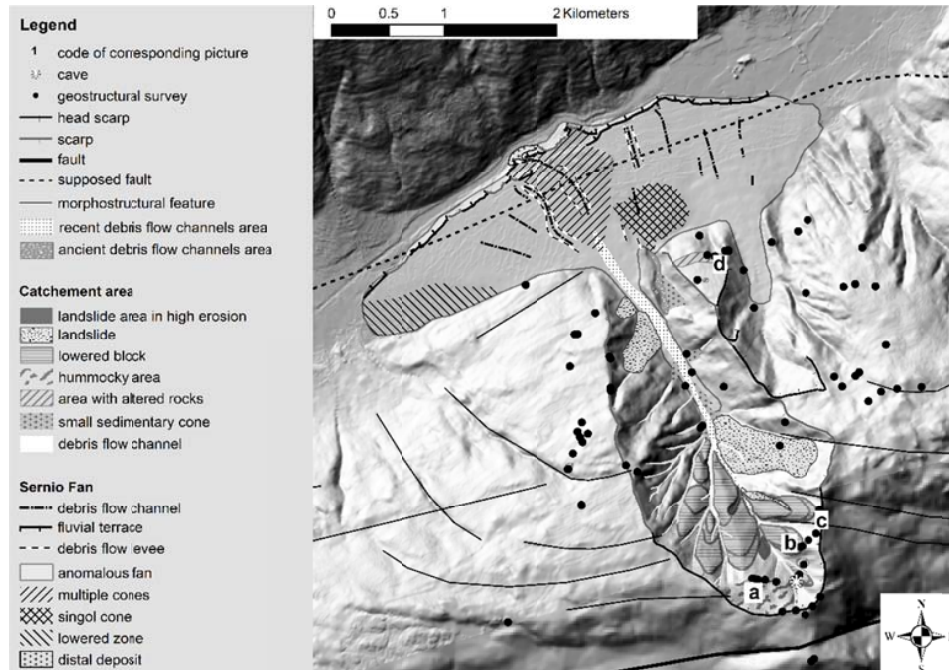 Legend
1 code of corresponding picture
cave
geostructural survey
head scarp
scarp
fault
supposed fault
morphostructural feature
recent debris flow channels area
ancient debris flow channels area
Catchement area
landslide area in high erosion
landslide
lowered block
hummocky area
area with altered rocks
small sedimentary cone
debris flow channel
Sernio Fan
debris flow channel
fluvial terrace
debris flow levee
anomalous fan
multiple cones
singol cone
lowered zone
distal deposit
0 0.5 1 2 Kilometers
d
c
b
a
N
W E
S